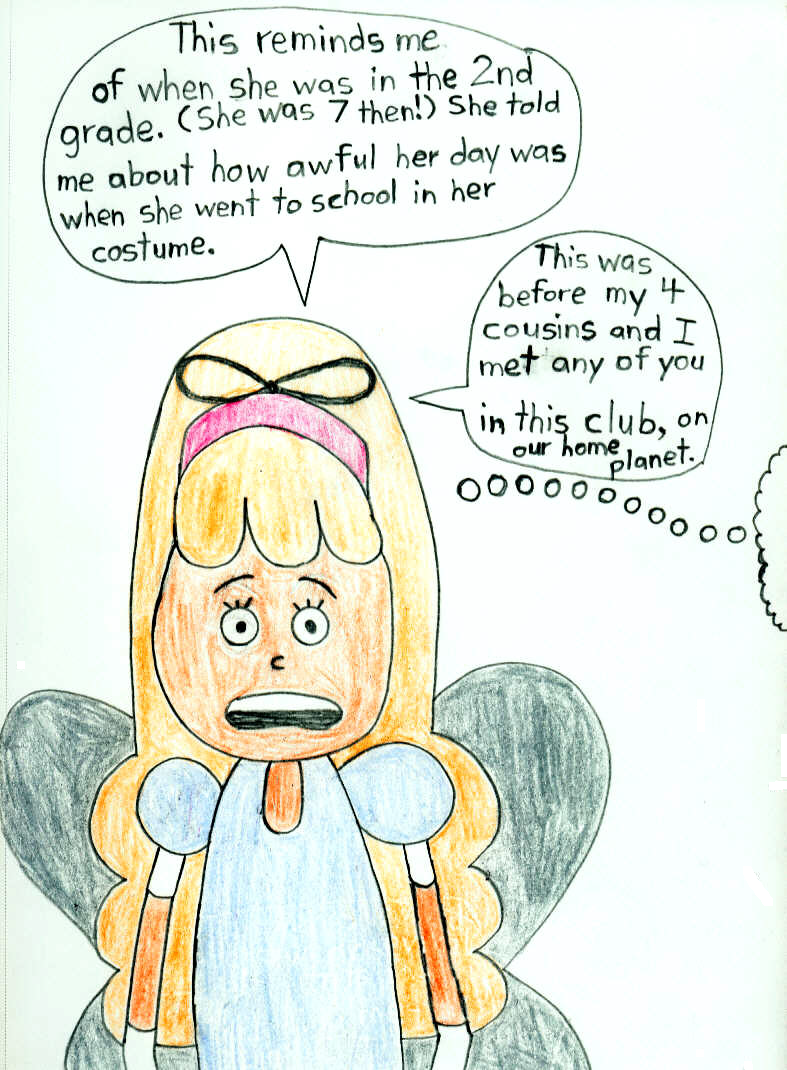 This reminds me
of when she was in the 2nd
grade. (She was 7 then!) She told
me about how awful her day was
when she went to school in her
costume.
This was
before my 4
cousins and I
met any of you
in this club, on
our home
planet.